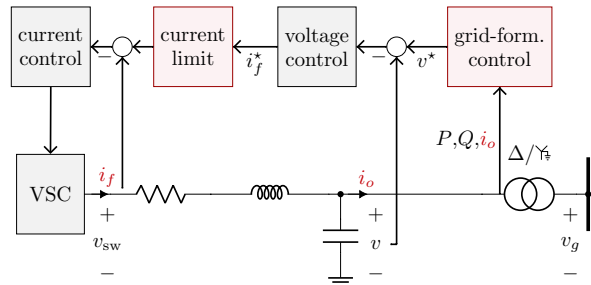 current
control
−
current
limit
i_f^⋆
voltage
control
−
v^⋆
grid-form.
control
P,Q,i_o
Δ/
VSC
i_f
i_o
+
v_sw
−
+
v
−
+
v_g
−